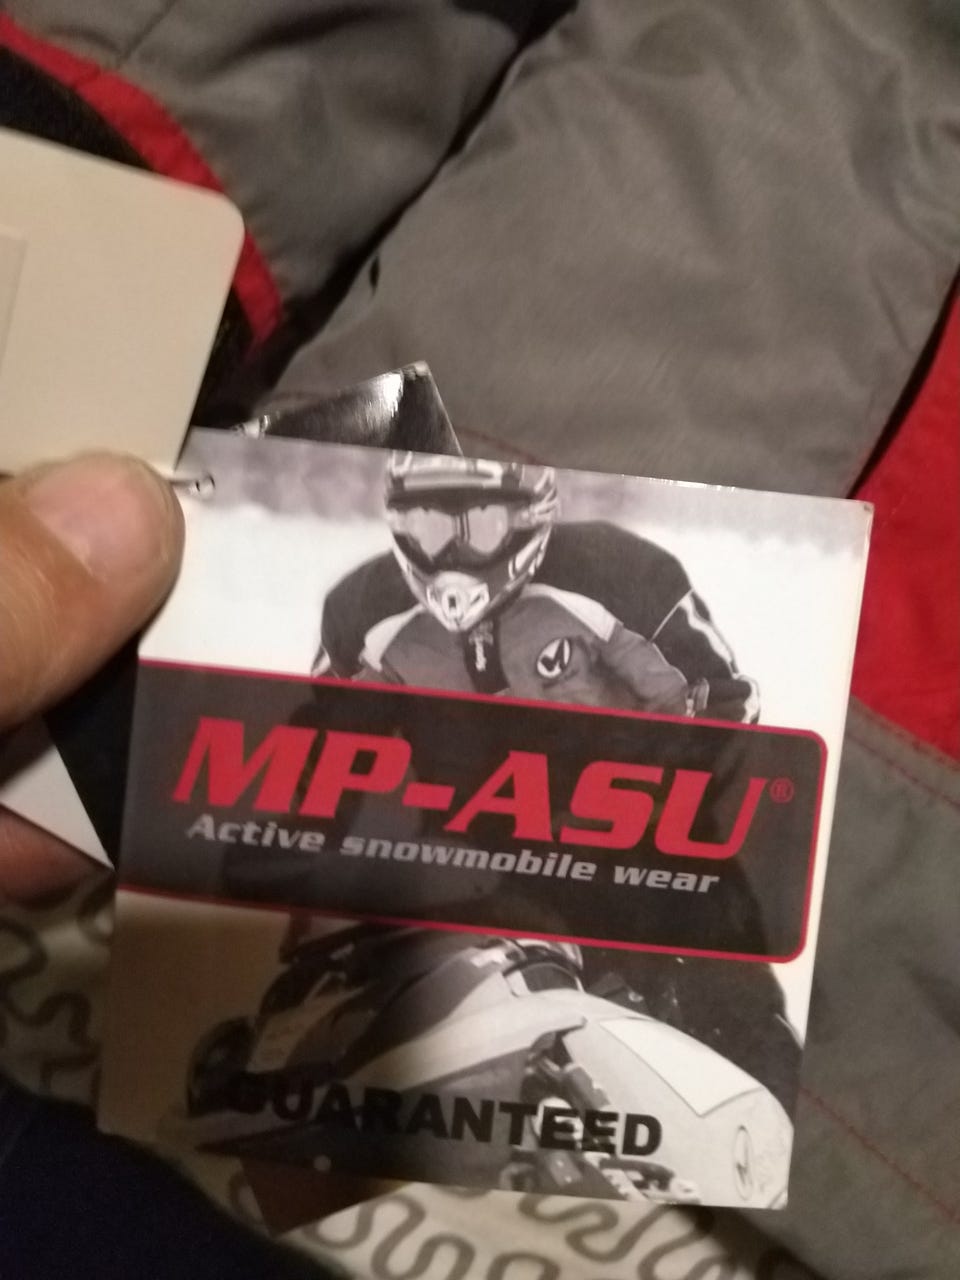 MP-ASU®
Active snowmobile wear
GUARANTEED